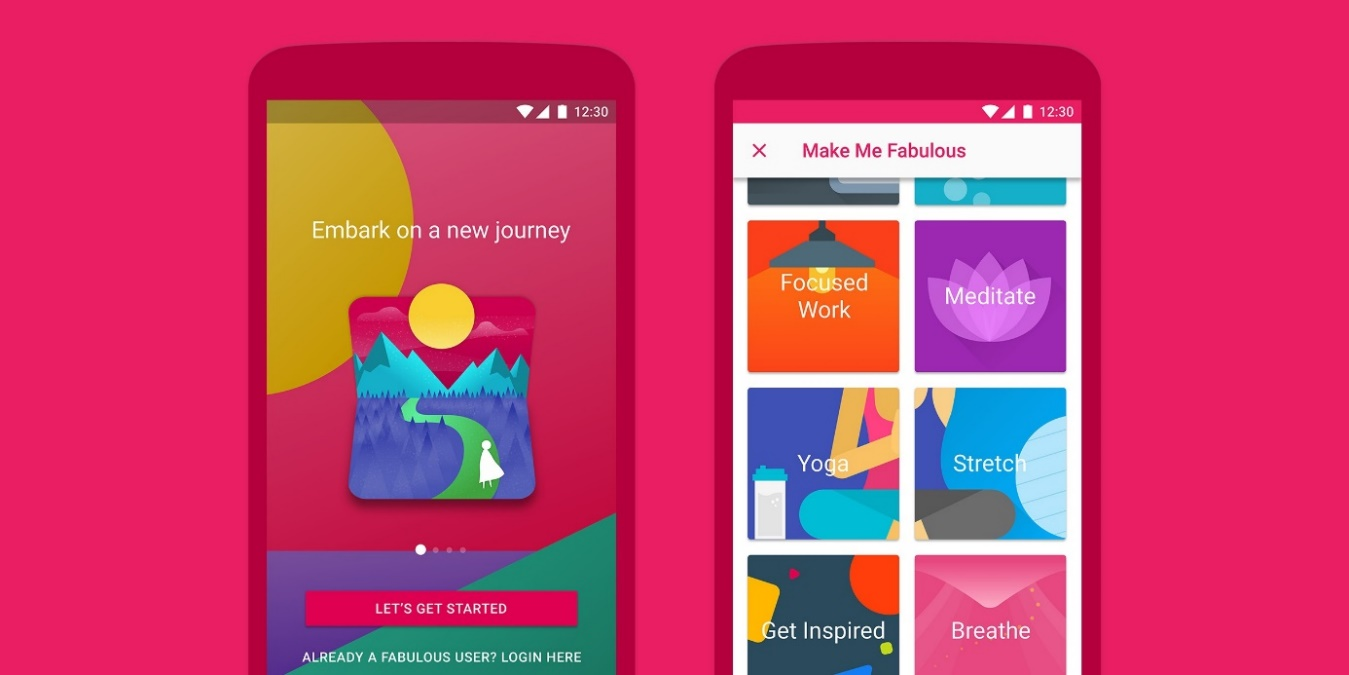 12:30
Embark on a new journey
LET'S GET STARTED
ALREADY A FABULOUS USER? LOGIN HERE
12:30
Make Me Fabulous
Focused
Work
Meditate
Yoga
Stretch
Get Inspired
Breathe